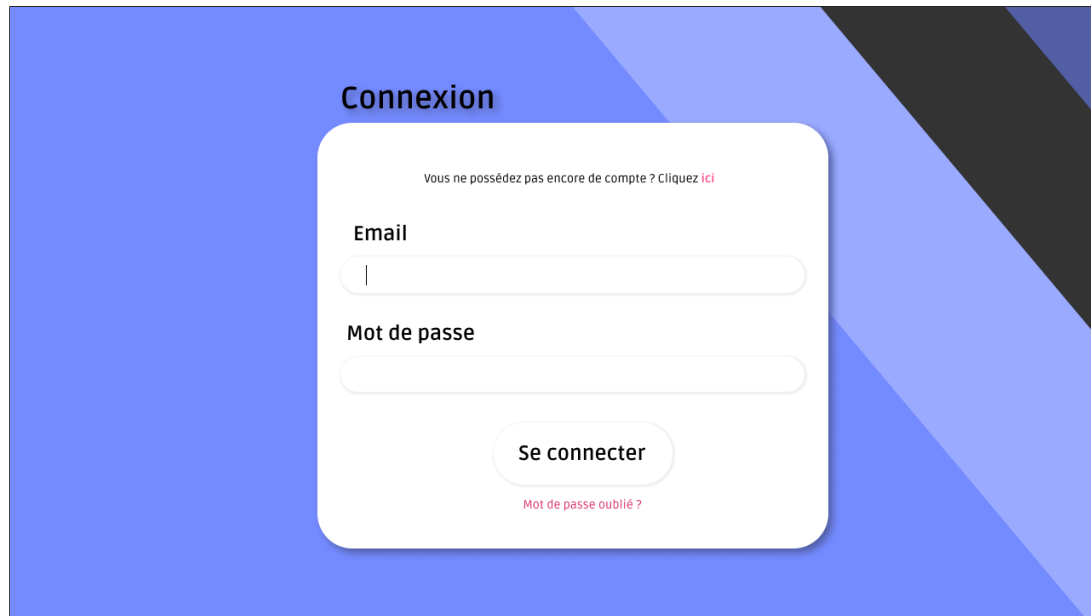 Connexion
Vous ne possédez pas encore de compte ? Cliquez ici
Email
Mot de passe
Se connecter
Mot de passe oublié ?